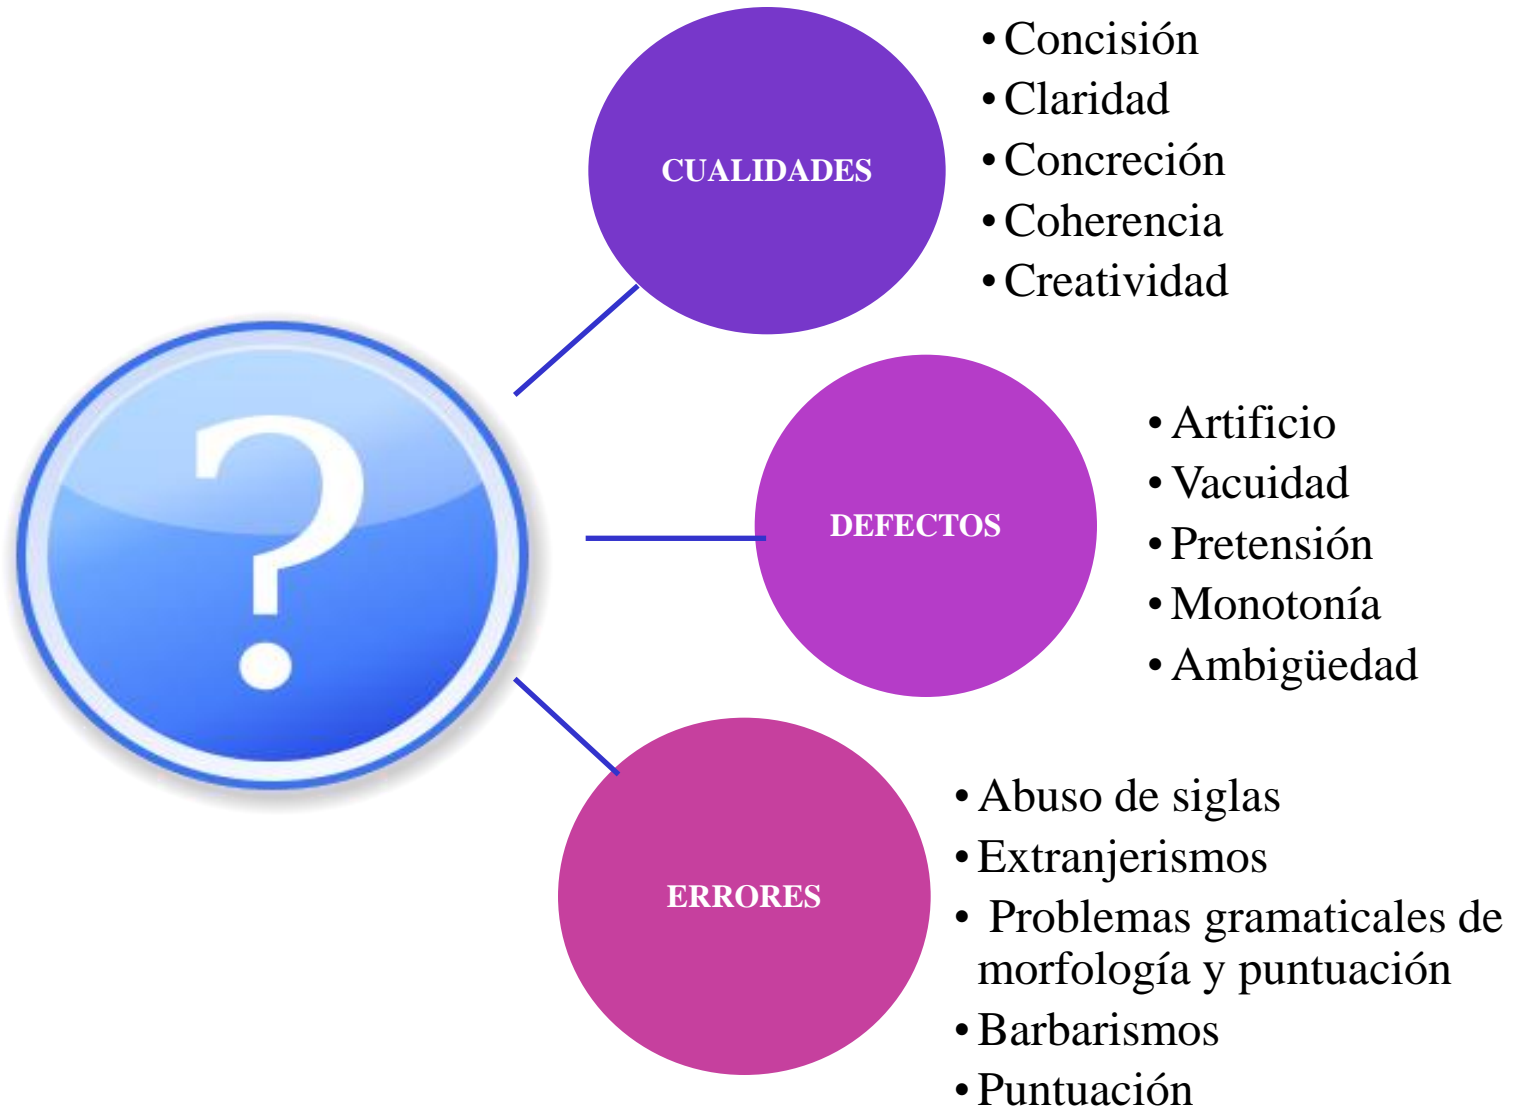 CUALIDADES
• Concisión
• Claridad
• Concreción
• Coherencia
• Creatividad
?
DEFECTOS
• Artificio
• Vacuidad
• Pretensión
• Monotonía
• Ambigüedad
ERRORES
• Abuso de siglas
• Extranjerismos
• Problemas gramaticales de
morfología y puntuación
• Barbarismos
• Puntuación